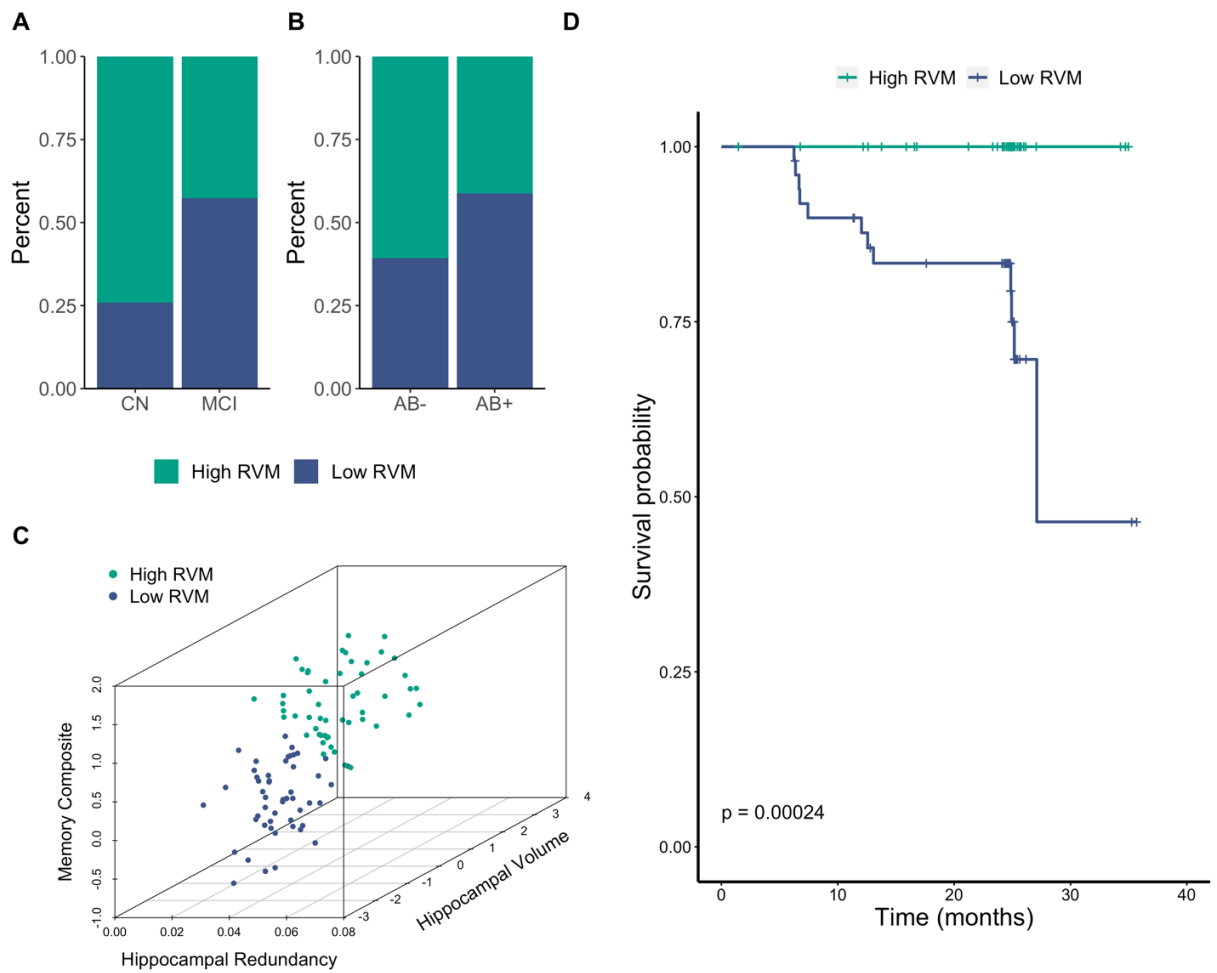 A
1.00
0.75
0.50
0.25
0.00
Percent
CN MCI
B
1.00
0.75
0.50
0.25
0.00
Percent
AB- AB+
High RVM Low RVM
C
High RVM
Low RVM
2.0
1.5
1.0
0.5
0.0
-0.5
-1.0
Memory Composite
0.00 0.02 0.04 0.06 0.08
Hippocampal Redundancy
-3 -2 -1 0 1 2 3 4
Hippocampal Volume
D
High RVM Low RVM
1.00
0.75
0.50
0.25
0.00
Survival probability
p = 0.00024
0 10 20 30 40
Time (months)